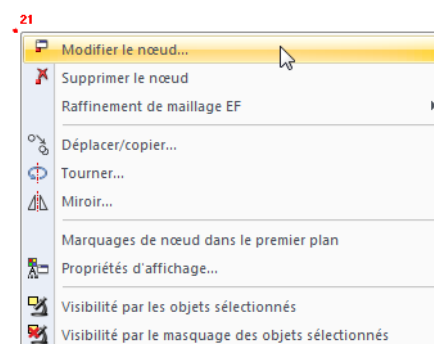 21
Modifier le nœud...
Supprimer le nœud
Raffinement de maillage EF
Déplacer/copier...
Tourner...
Miroir...
Marquages de nœud dans le premier plan
Propriétés d'affichage...
Visibilité par les objets sélectionnés
Visibilité par le masquage des objets sélectionnés